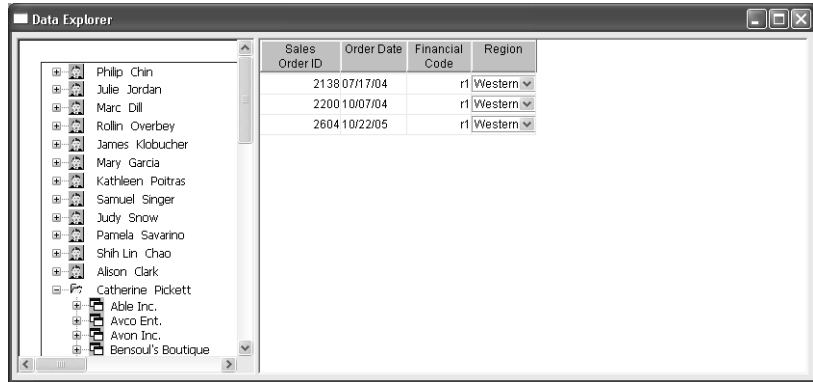 Data Explorer
Philip Chin
Julie Jordan
Marc Dill
Rollin Overbey
James Klobucher
Mary Garcia
Kathleen Poitras
Samuel Singer
Judy Snow
Pamela Savarino
Shih Lin Chao
Alison Clark
Catherine Pickett
Able Inc.
Avco Ent.
Avon Inc.
Bensoul's Boutique
Sales Order ID Order Date Financial Code Region
2138 07/17/04 r1 Western
2200 10/07/04 r1 Western
2604 10/22/05 r1 Western